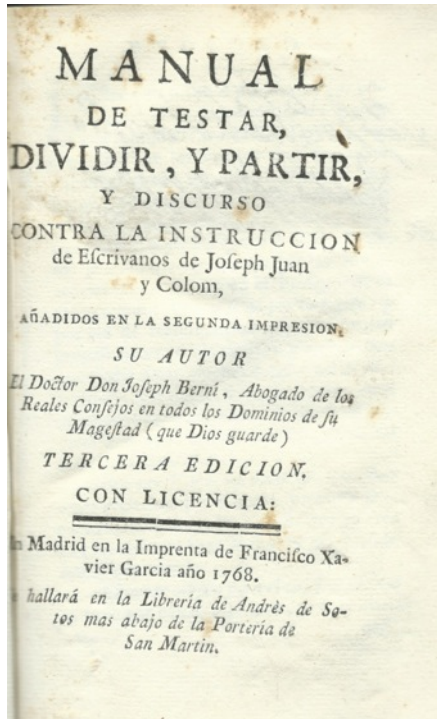 MANUAL
DE TESTAR,
DIVIDIR, Y PARTIR,
Y DISCURSO
CONTRA LA INSTRUCCION
de Eſcrivanos de Joſeph Juan
y Colom,
AÑADIDOS EN LA SEGUNDA IMPRESION.
SU AUTOR
El Doctor Don Joſeph Berní, Abogado de los
Reales Conſejos en todos los Dominios de ſu
Mageſtad (que Dios guarde)
TERCERA EDICION.
CON LICENCIA:
En Madrid en la Imprenta de Franciſco Xa-
vier Garcia año 1768.
hallará en la Librería de Andrès de So-
tos mas abajo de la Portería de
San Martin.